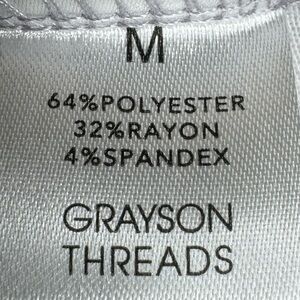 M
64%POLYESTER
32%RAYON
4%SPANDEX
GRAYSON
THREADS